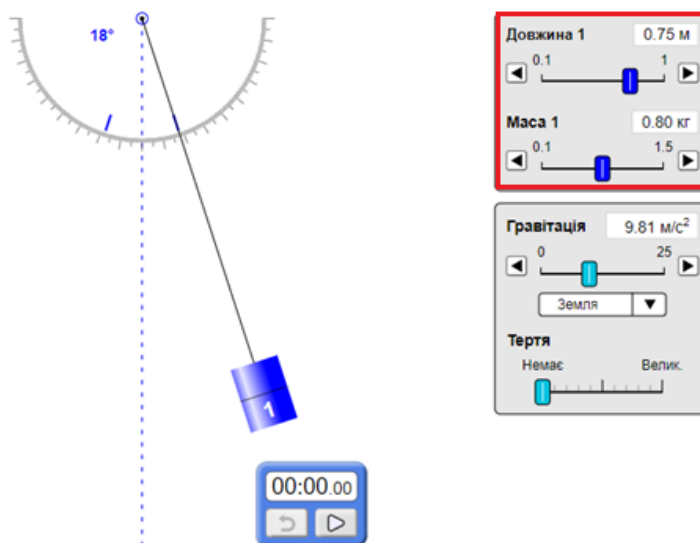 18°
1
00:00.00
Довжина 1 0.75 м
0.1 1
Маса 1 0.80 кг
0.1 1.5
Гравітація 9.81 м/с²
0 25
Земля
Тертя
Немає Велик.